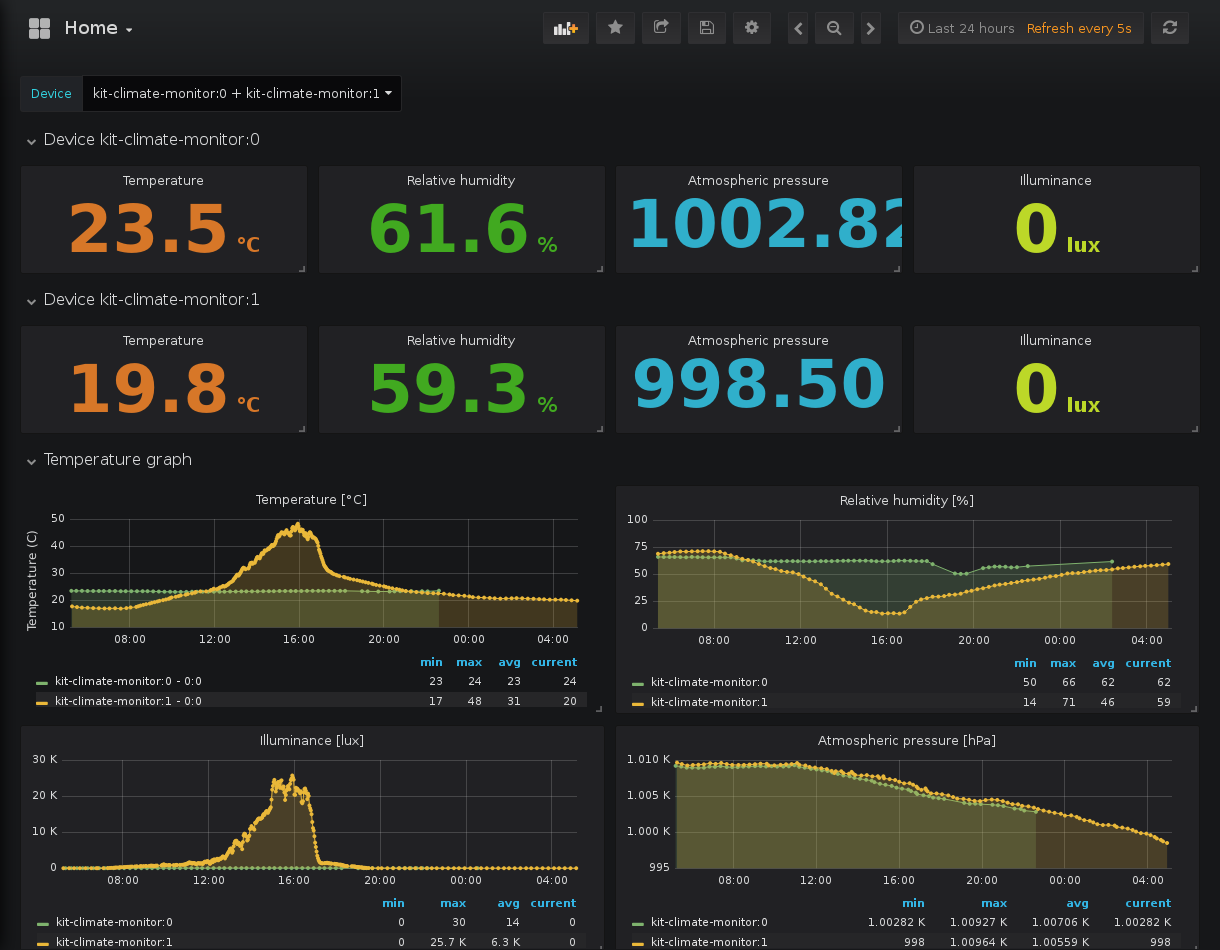 Home
Last 24 hours Refresh every 5s
Device kit-climate-monitor:0 + kit-climate-monitor:1
Device kit-climate-monitor:0
Temperature Relative humidity Atmospheric pressure Illuminance
23.5 °C 61.6 % 1002.82 0 lux
Device kit-climate-monitor:1
Temperature Relative humidity Atmospheric pressure Illuminance
19.8 °C 59.3 % 998.50 0 lux
Temperature graph
Temperature [°C]
Temperature (C)
50
40
30
20
10
08:00 12:00 16:00 20:00 00:00 04:00
min max avg current
kit-climate-monitor:0 - 0:0 23 24 23 24
kit-climate-monitor:1 - 0:0 17 48 31 20
Relative humidity [%]
100
75
50
25
0
08:00 12:00 16:00 20:00 00:00 04:00
min max avg current
kit-climate-monitor:0 50 66 62 62
kit-climate-monitor:1 14 71 46 59
Illuminance [lux]
30 K
20 K
10 K
0
08:00 12:00 16:00 20:00 00:00 04:00
min max avg current
kit-climate-monitor:0 0 30 14 0
kit-climate-monitor:1 0 25.7 K 6.3 K 0
Atmospheric pressure [hPa]
1.010 K
1.005 K
1.000 K
995
08:00 12:00 16:00 20:00 00:00 04:00
min max avg current
kit-climate-monitor:0 1.00282 K 1.00927 K 1.00706 K 1.00282 K
kit-climate-monitor:1 998 1.00964 K 1.00559 K 998